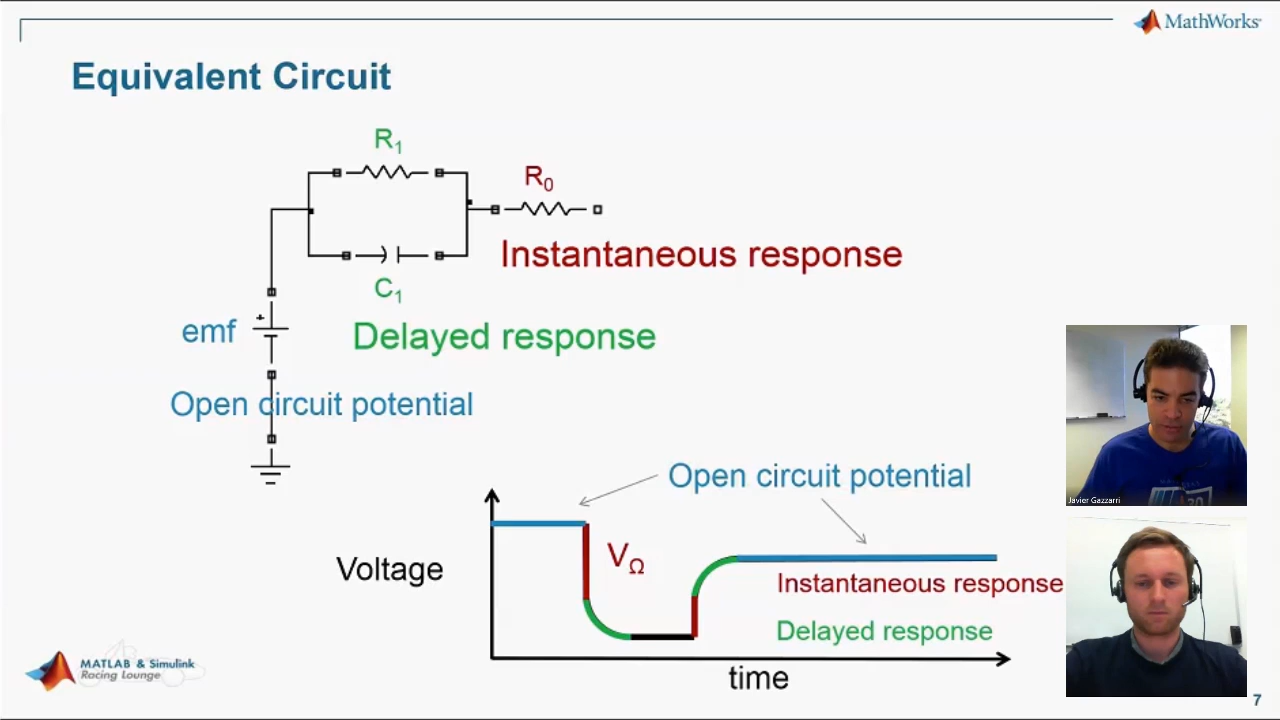 MathWorks®
Equivalent Circuit
R1
R0
Instantaneous response
C1
+
emf
Delayed response
Open circuit potential
Open circuit potential
Voltage
VΩ
Instantaneous response
Delayed response
time
Javier Gazzarri
MATLAB & Simulink
Racing Lounge
7